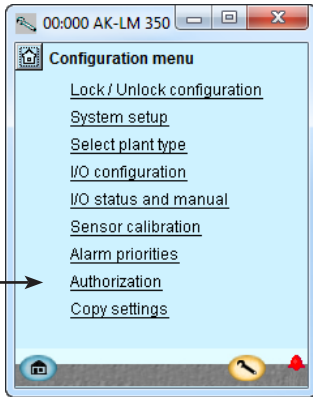 00:000 AK-LM 350
Configuration menu
Lock / Unlock configuration
System setup
Select plant type
I/O configuration
I/O status and manual
Sensor calibration
Alarm priorities
Authorization
Copy settings